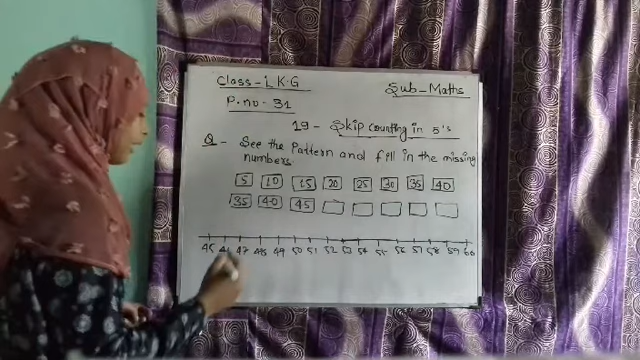 Class - L K.G
Sub - Maths
P.no - 31
19 - Skip counting in 5's
Q - See the Pattern and fill in the missing
numbers.
5 10 15 20 25 30 35 40
35 40 45
45 46 47 48 49 50 51 52 53 54 55 56 57 58 59 60